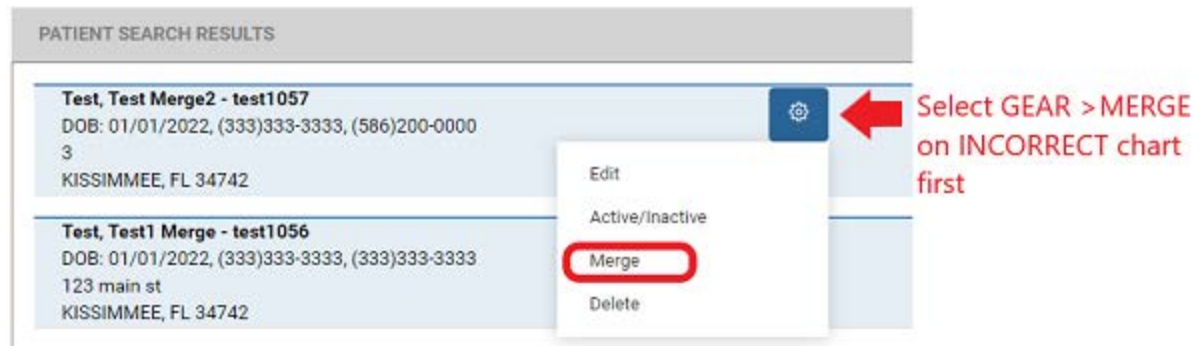 PATIENT SEARCH RESULTS
Test, Test Merge2 - test1057
DOB: 01/01/2022, (333)333-3333, (586)200-0000
3
KISSIMMEE, FL 34742
Test, Test1 Merge - test1056
DOB: 01/01/2022, (333)333-3333, (333)333-3333
123 main st
KISSIMMEE, FL 34742
Edit
Active/Inactive
Merge
Delete
Select GEAR >MERGE
on INCORRECT chart
first